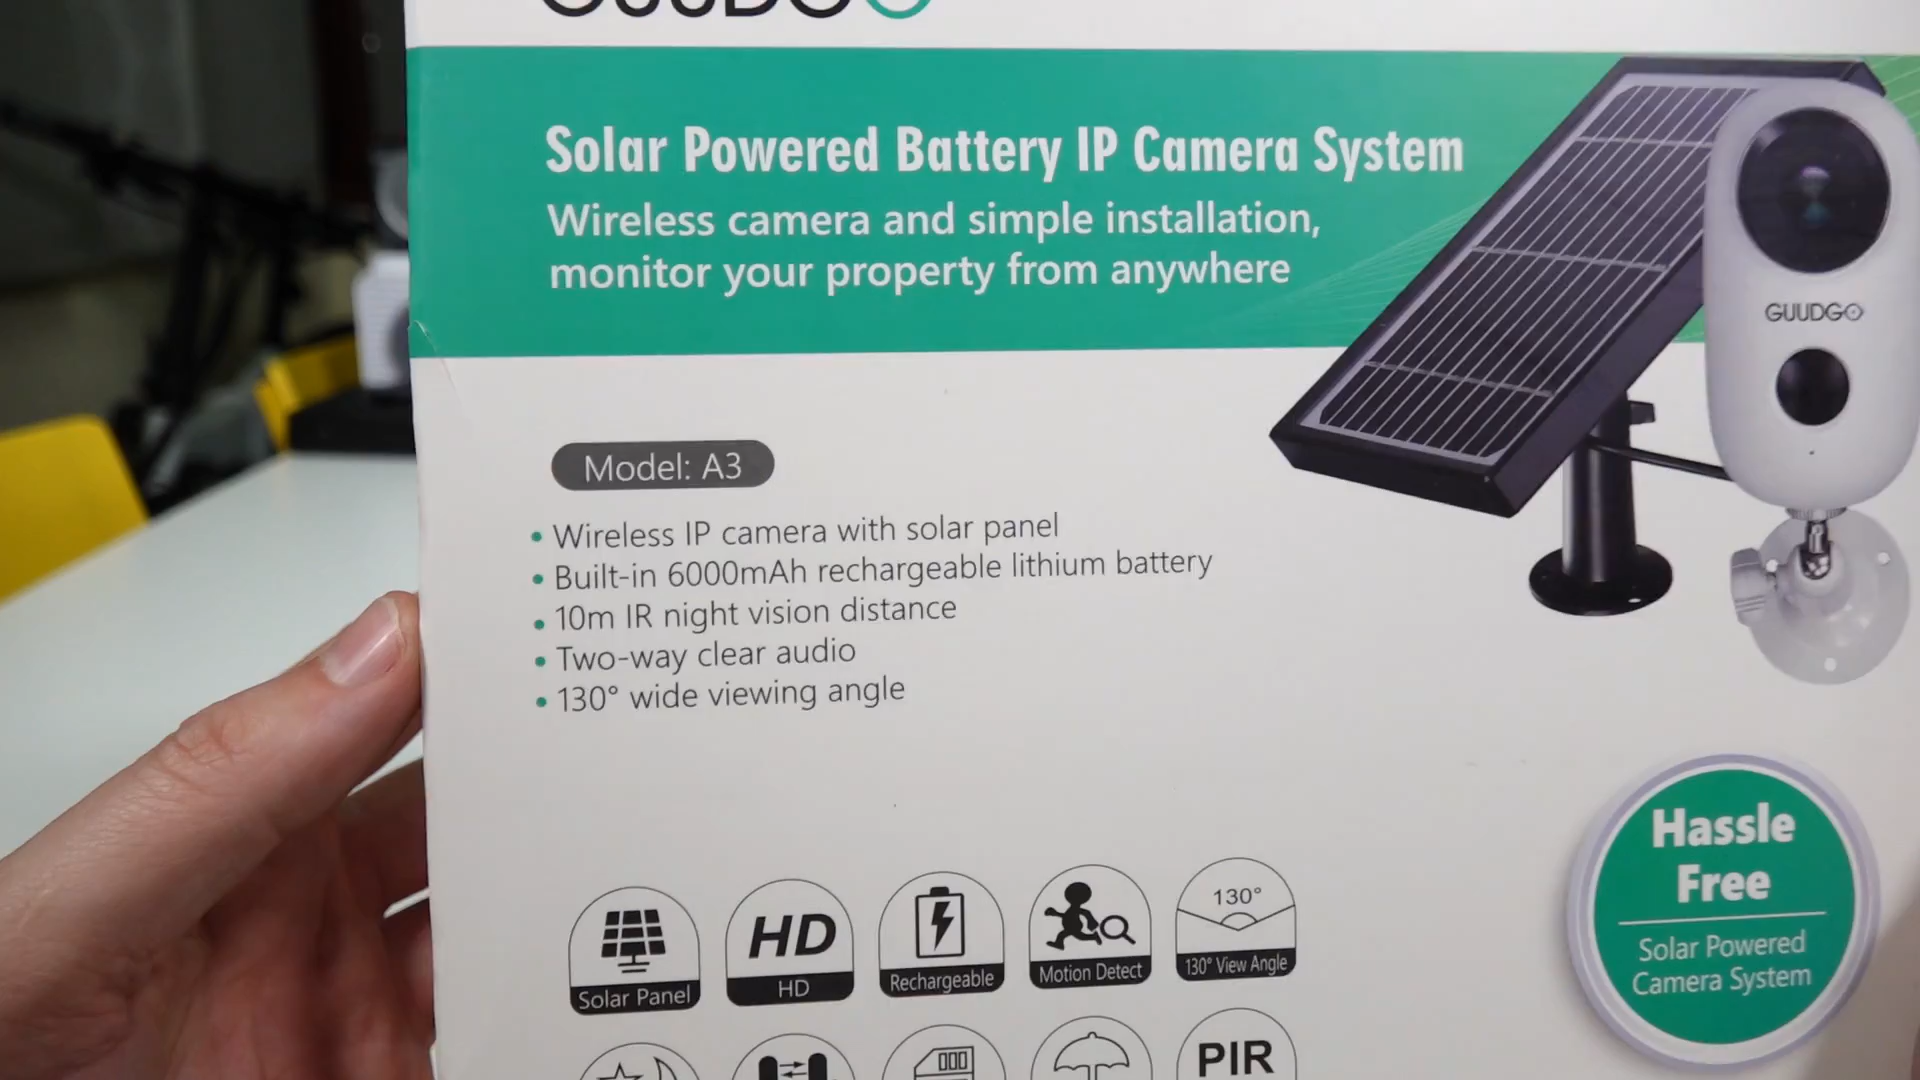 GUUDGO
Solar Powered Battery IP Camera System
Wireless camera and simple installation,
monitor your property from anywhere
GUUDGO
Model: A3
• Wireless IP camera with solar panel
• Built-in 6000mAh rechargeable lithium battery
• 10m IR night vision distance
• Two-way clear audio
• 130° wide viewing angle
Hassle
Free
Solar Powered
Camera System
Solar Panel
HD
HD
Rechargeable
Motion Detect
130°
130° View Angle
PIR